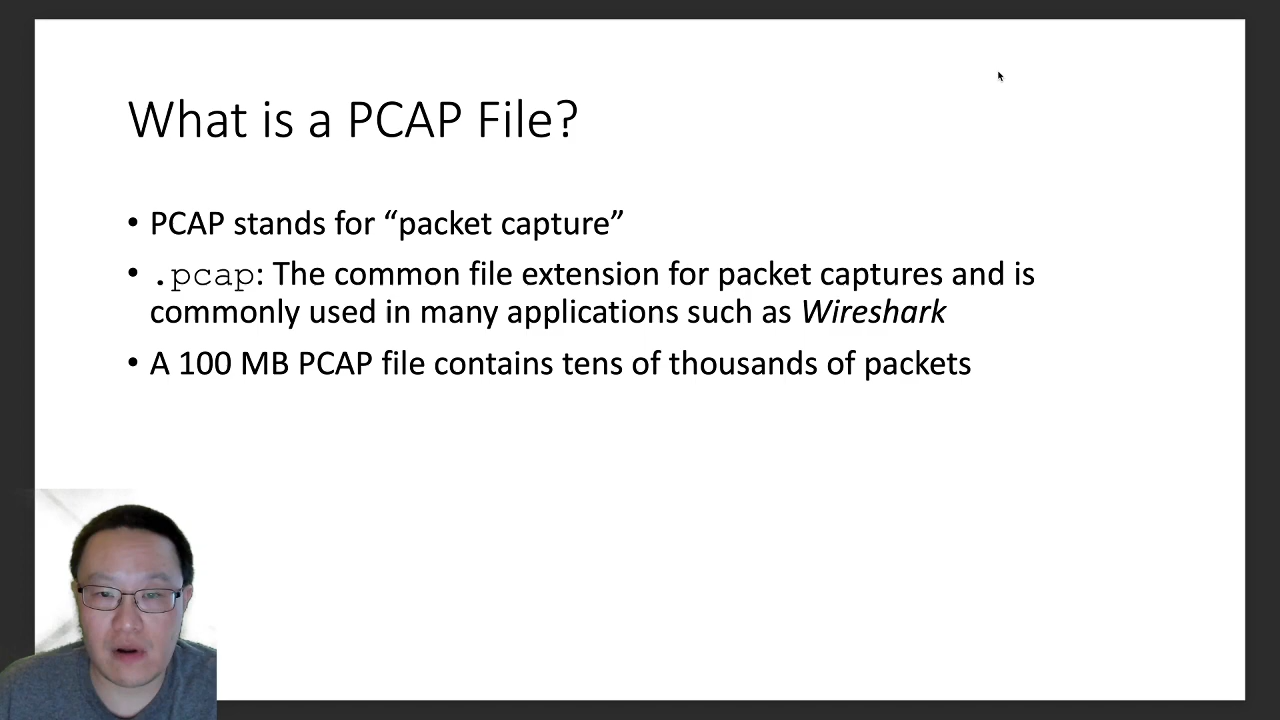 What is a PCAP File?
• PCAP stands for “packet capture”
• .pcap: The common file extension for packet captures and is
commonly used in many applications such as Wireshark
• A 100 MB PCAP file contains tens of thousands of packets